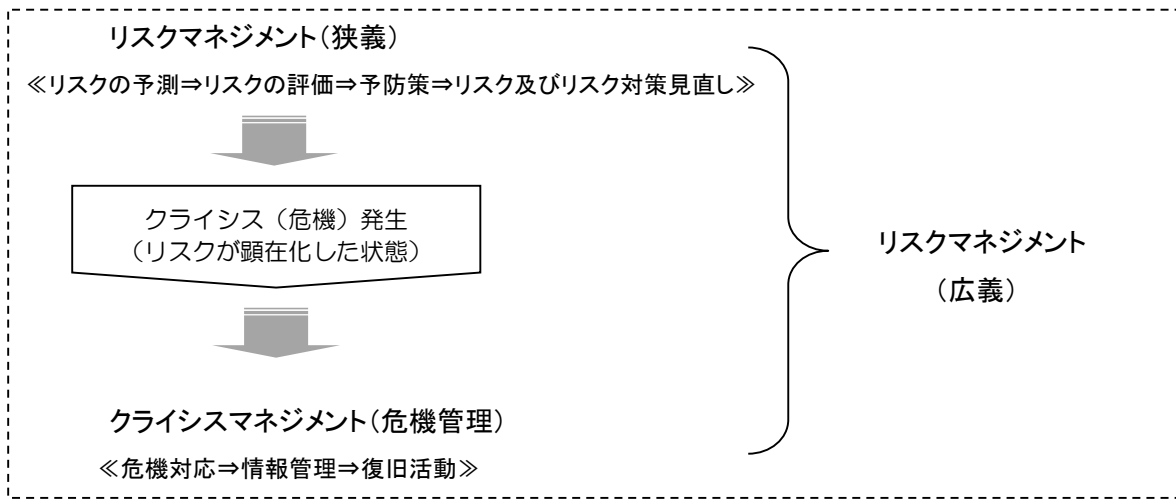 リスクマネジメント（狭義）
≪リスクの予測⇒リスクの評価⇒予防策⇒リスク及びリスク対策見直し≫
クライシス（危機）発生
（リスクが顕在化した状態）
リスクマネジメント
（広義）
クライシスマネジメント（危機管理）
≪危機対応⇒情報管理⇒復旧活動≫